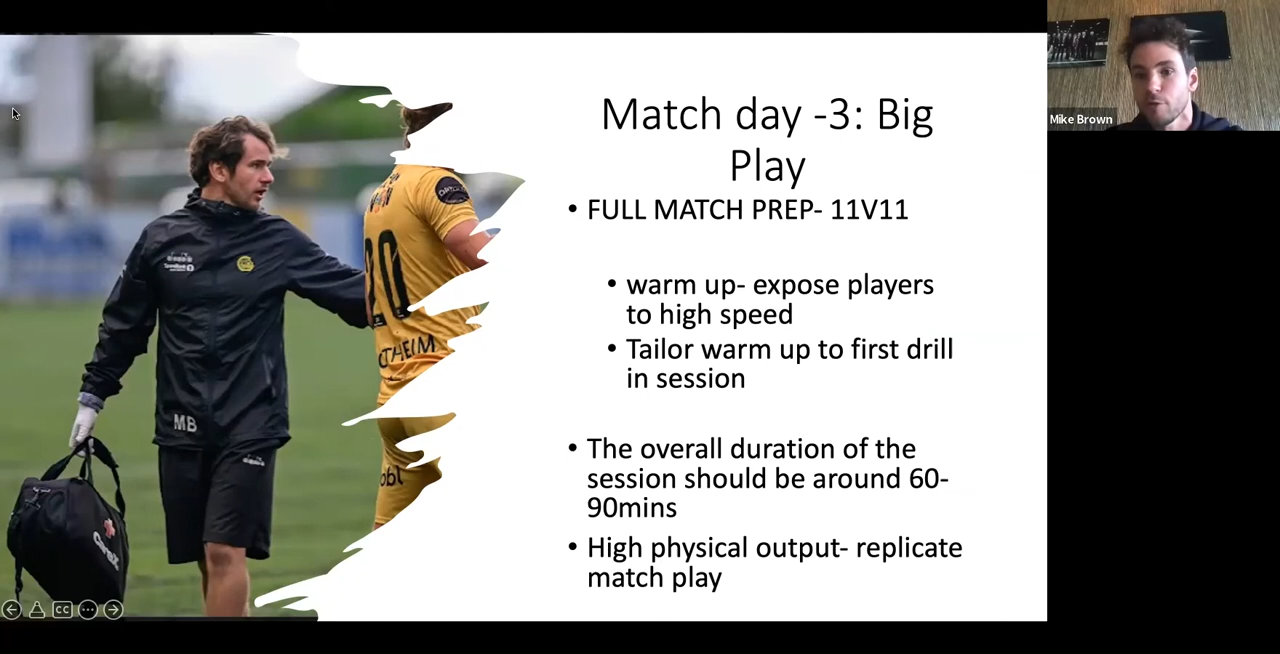 Match day -3: Big
Play
• FULL MATCH PREP- 11V11
• warm up- expose players
to high speed
• Tailor warm up to first drill
in session
• The overall duration of the
session should be around 60-
90mins
• High physical output- replicate
match play
Mike Brown
MB
CC